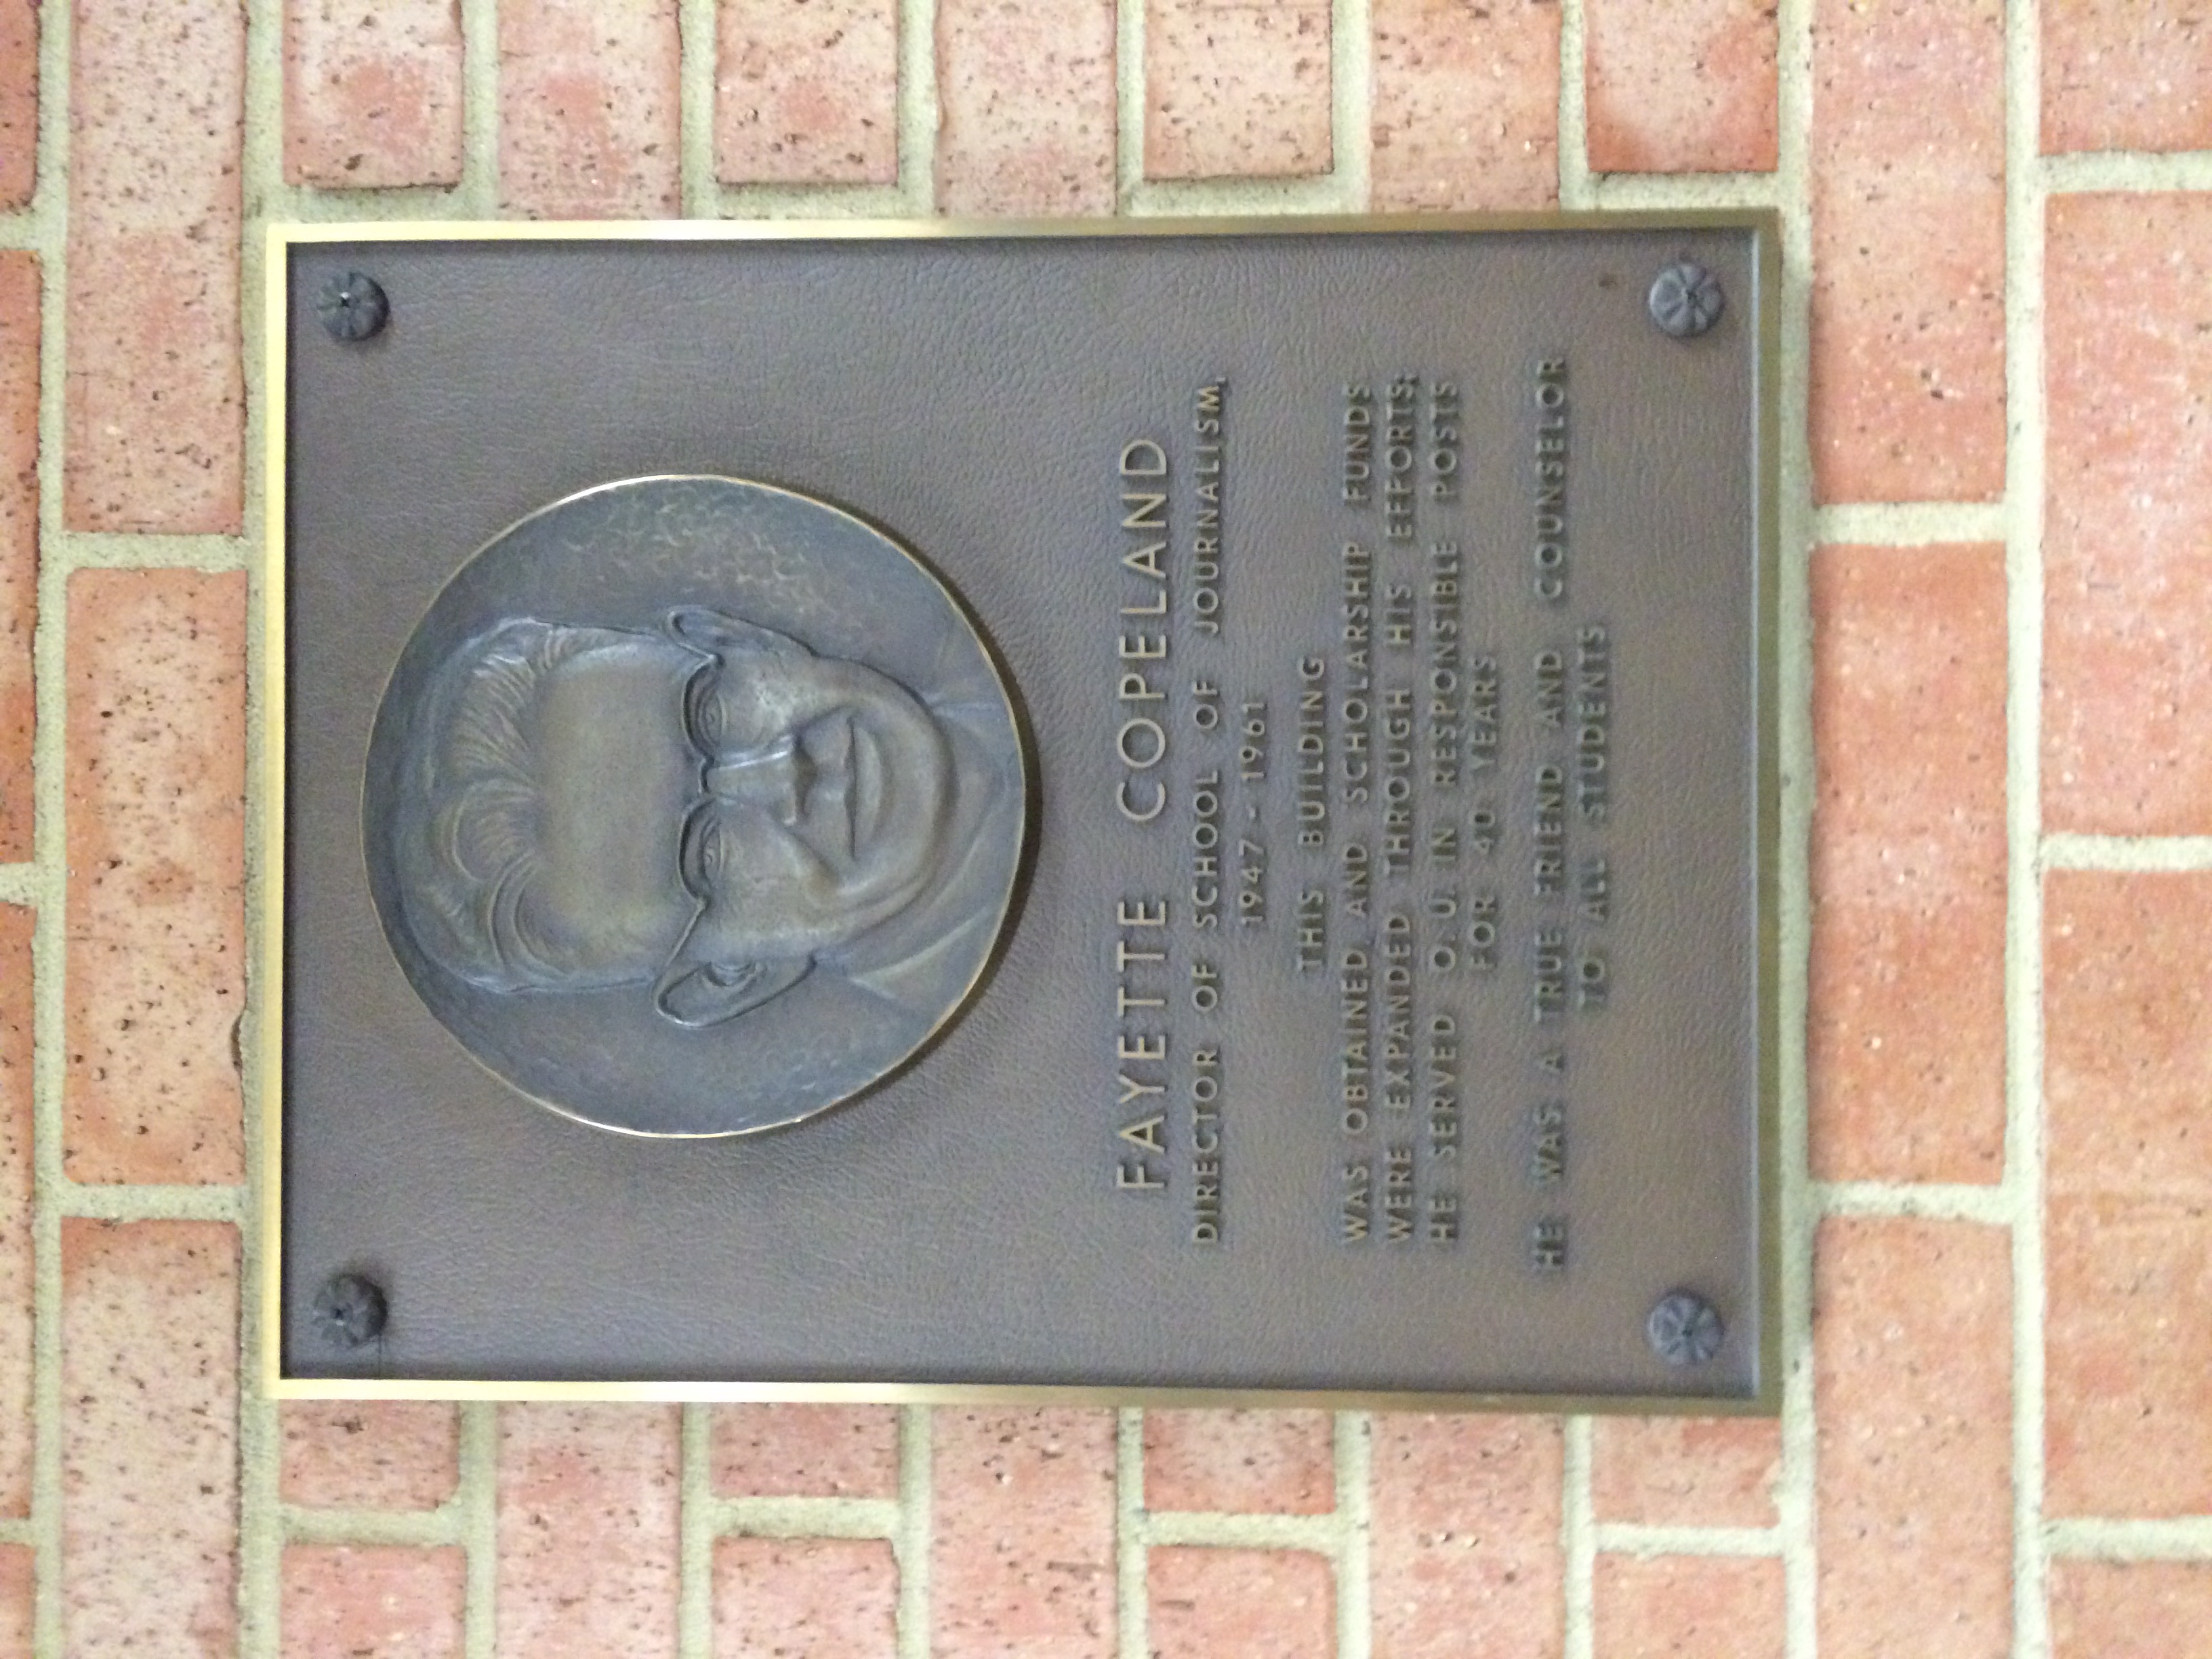 FAYETTE COPELAND
DIRECTOR OF SCHOOL OF JOURNALISM,
1947 - 1961
THIS BUILDING
WAS OBTAINED AND SCHOLARSHIP FUNDS
WERE EXPANDED THROUGH HIS EFFORTS;
HE SERVED O. U. IN RESPONSIBLE POSTS
FOR 40 YEARS
HE WAS A TRUE FRIEND AND COUNSELOR
TO ALL STUDENTS